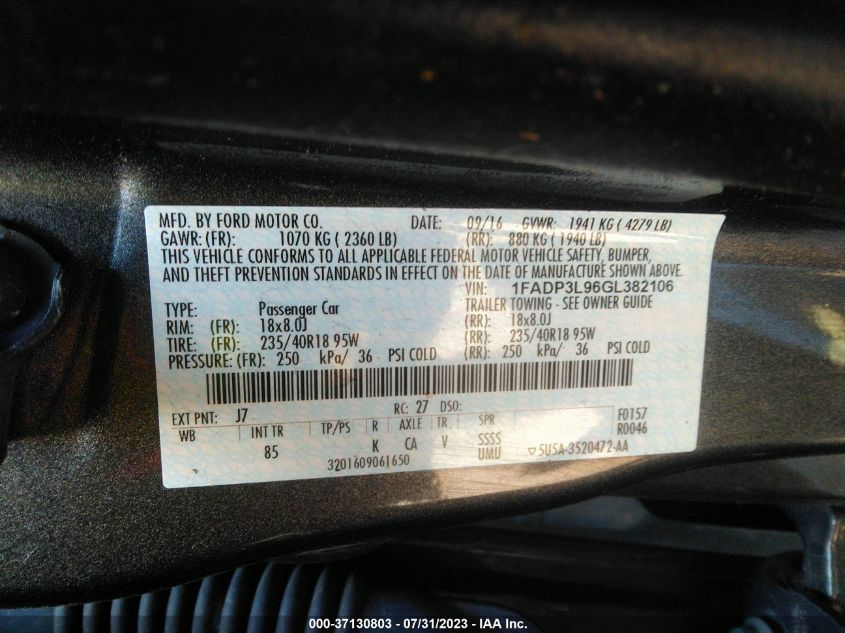 MFD. BY FORD MOTOR CO. DATE: 09/16 GVWR: 1941 KG ( 4279 LB)
GAWR: (FR): 1070 KG ( 2360 LB) (RR): 880 KG ( 1940 LB)
THIS VEHICLE CONFORMS TO ALL APPLICABLE FEDERAL MOTOR VEHICLE SAFETY, BUMPER,
AND THEFT PREVENTION STANDARDS IN EFFECT ON THE DATE OF MANUFACTURE SHOWN ABOVE.
VIN: 1FADP3L96GL382106
TYPE: Passenger Car TRAILER TOWING - SEE OWNER GUIDE
RIM: (FR): 18x8.0J (RR): 18x8.0J
TIRE: (FR): 235/40R18 95W (RR): 235/40R18 95W
PRESSURE: (FR): 250 kPa/ 36 PSI COLD (RR): 250 kPa/ 36 PSI COLD
EXT PNT: J7 RC: 27 DSO: F0157
WB INT TR TP/PS R AXLE TR SPR R0046
85 K CA V SSSS
UMU ▽5U5A-3520472-AA
3201609061650
000-37130803 - 07/31/2023 - IAA Inc.